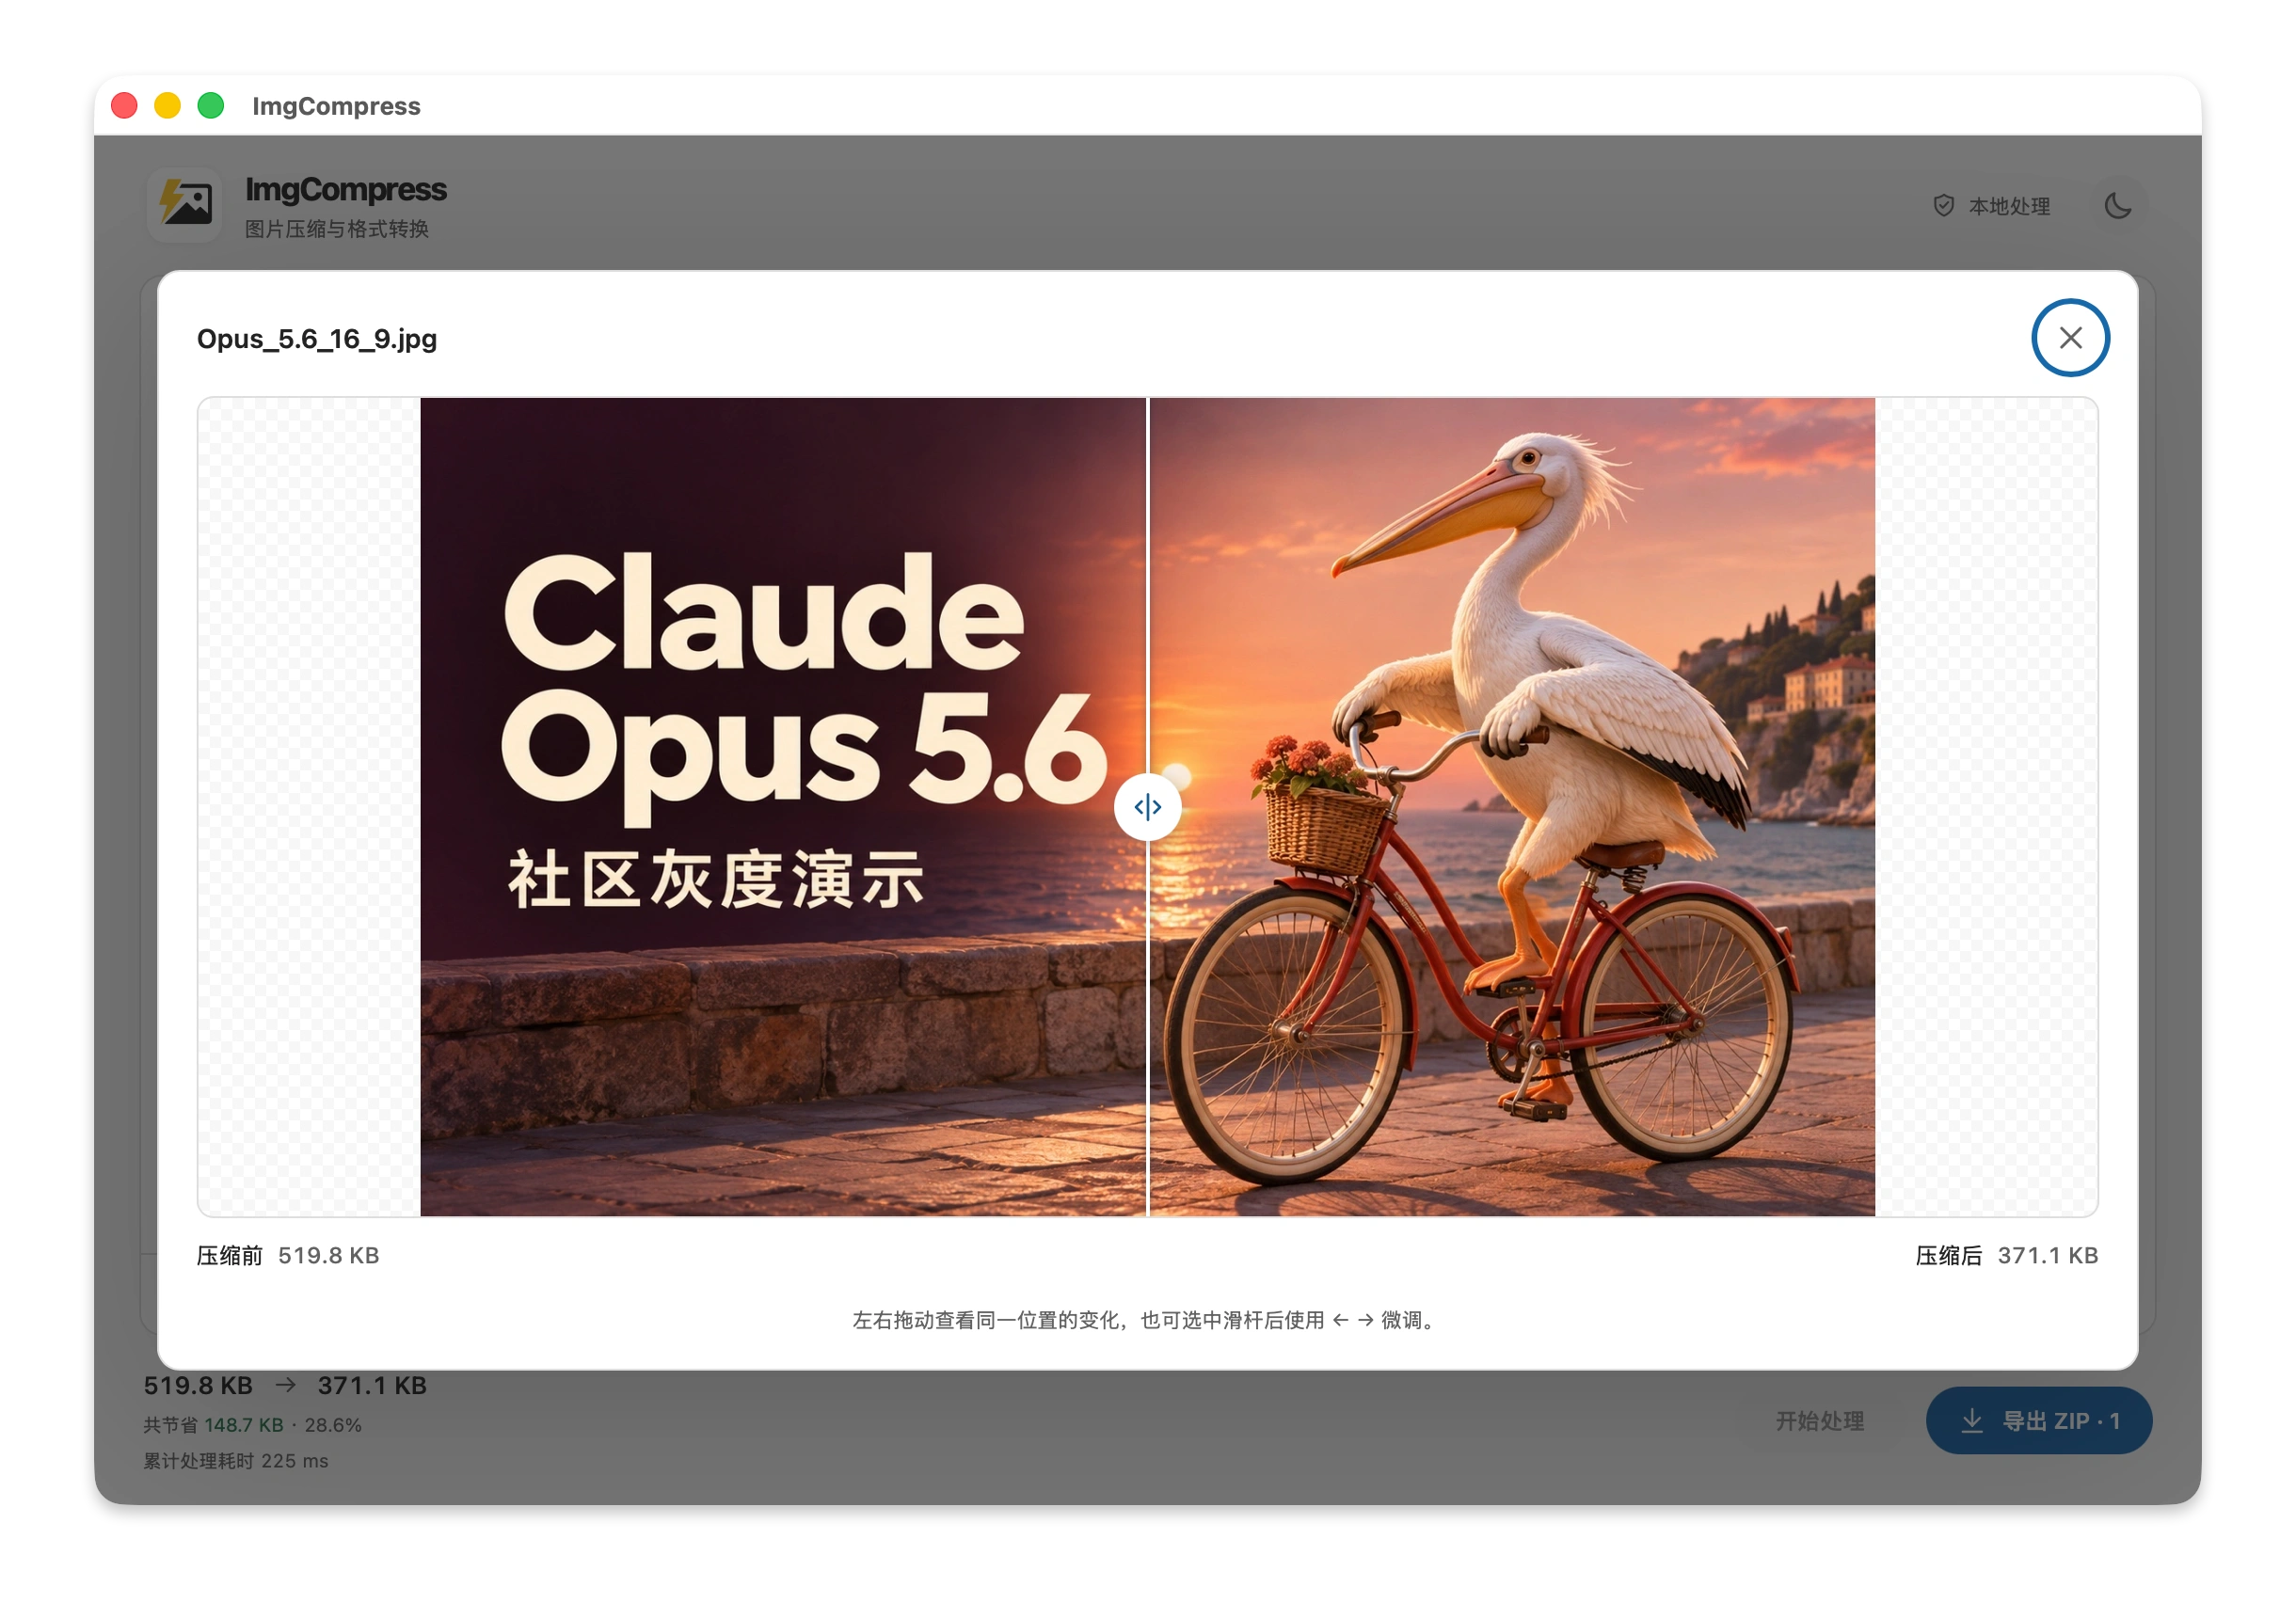 ImgCompress
ImgCompress
图片压缩与格式转换
本地处理
Opus_5.6_16_9.jpg
Claude
Opus 5.6
社区灰度演示
压缩前 519.8 KB
压缩后 371.1 KB
左右拖动查看同一位置的变化，也可选中滑杆后使用 ← → 微调。
519.8 KB → 371.1 KB
共节省 148.7 KB · 28.6%
累计处理耗时 225 ms
开始处理
导出 ZIP · 1